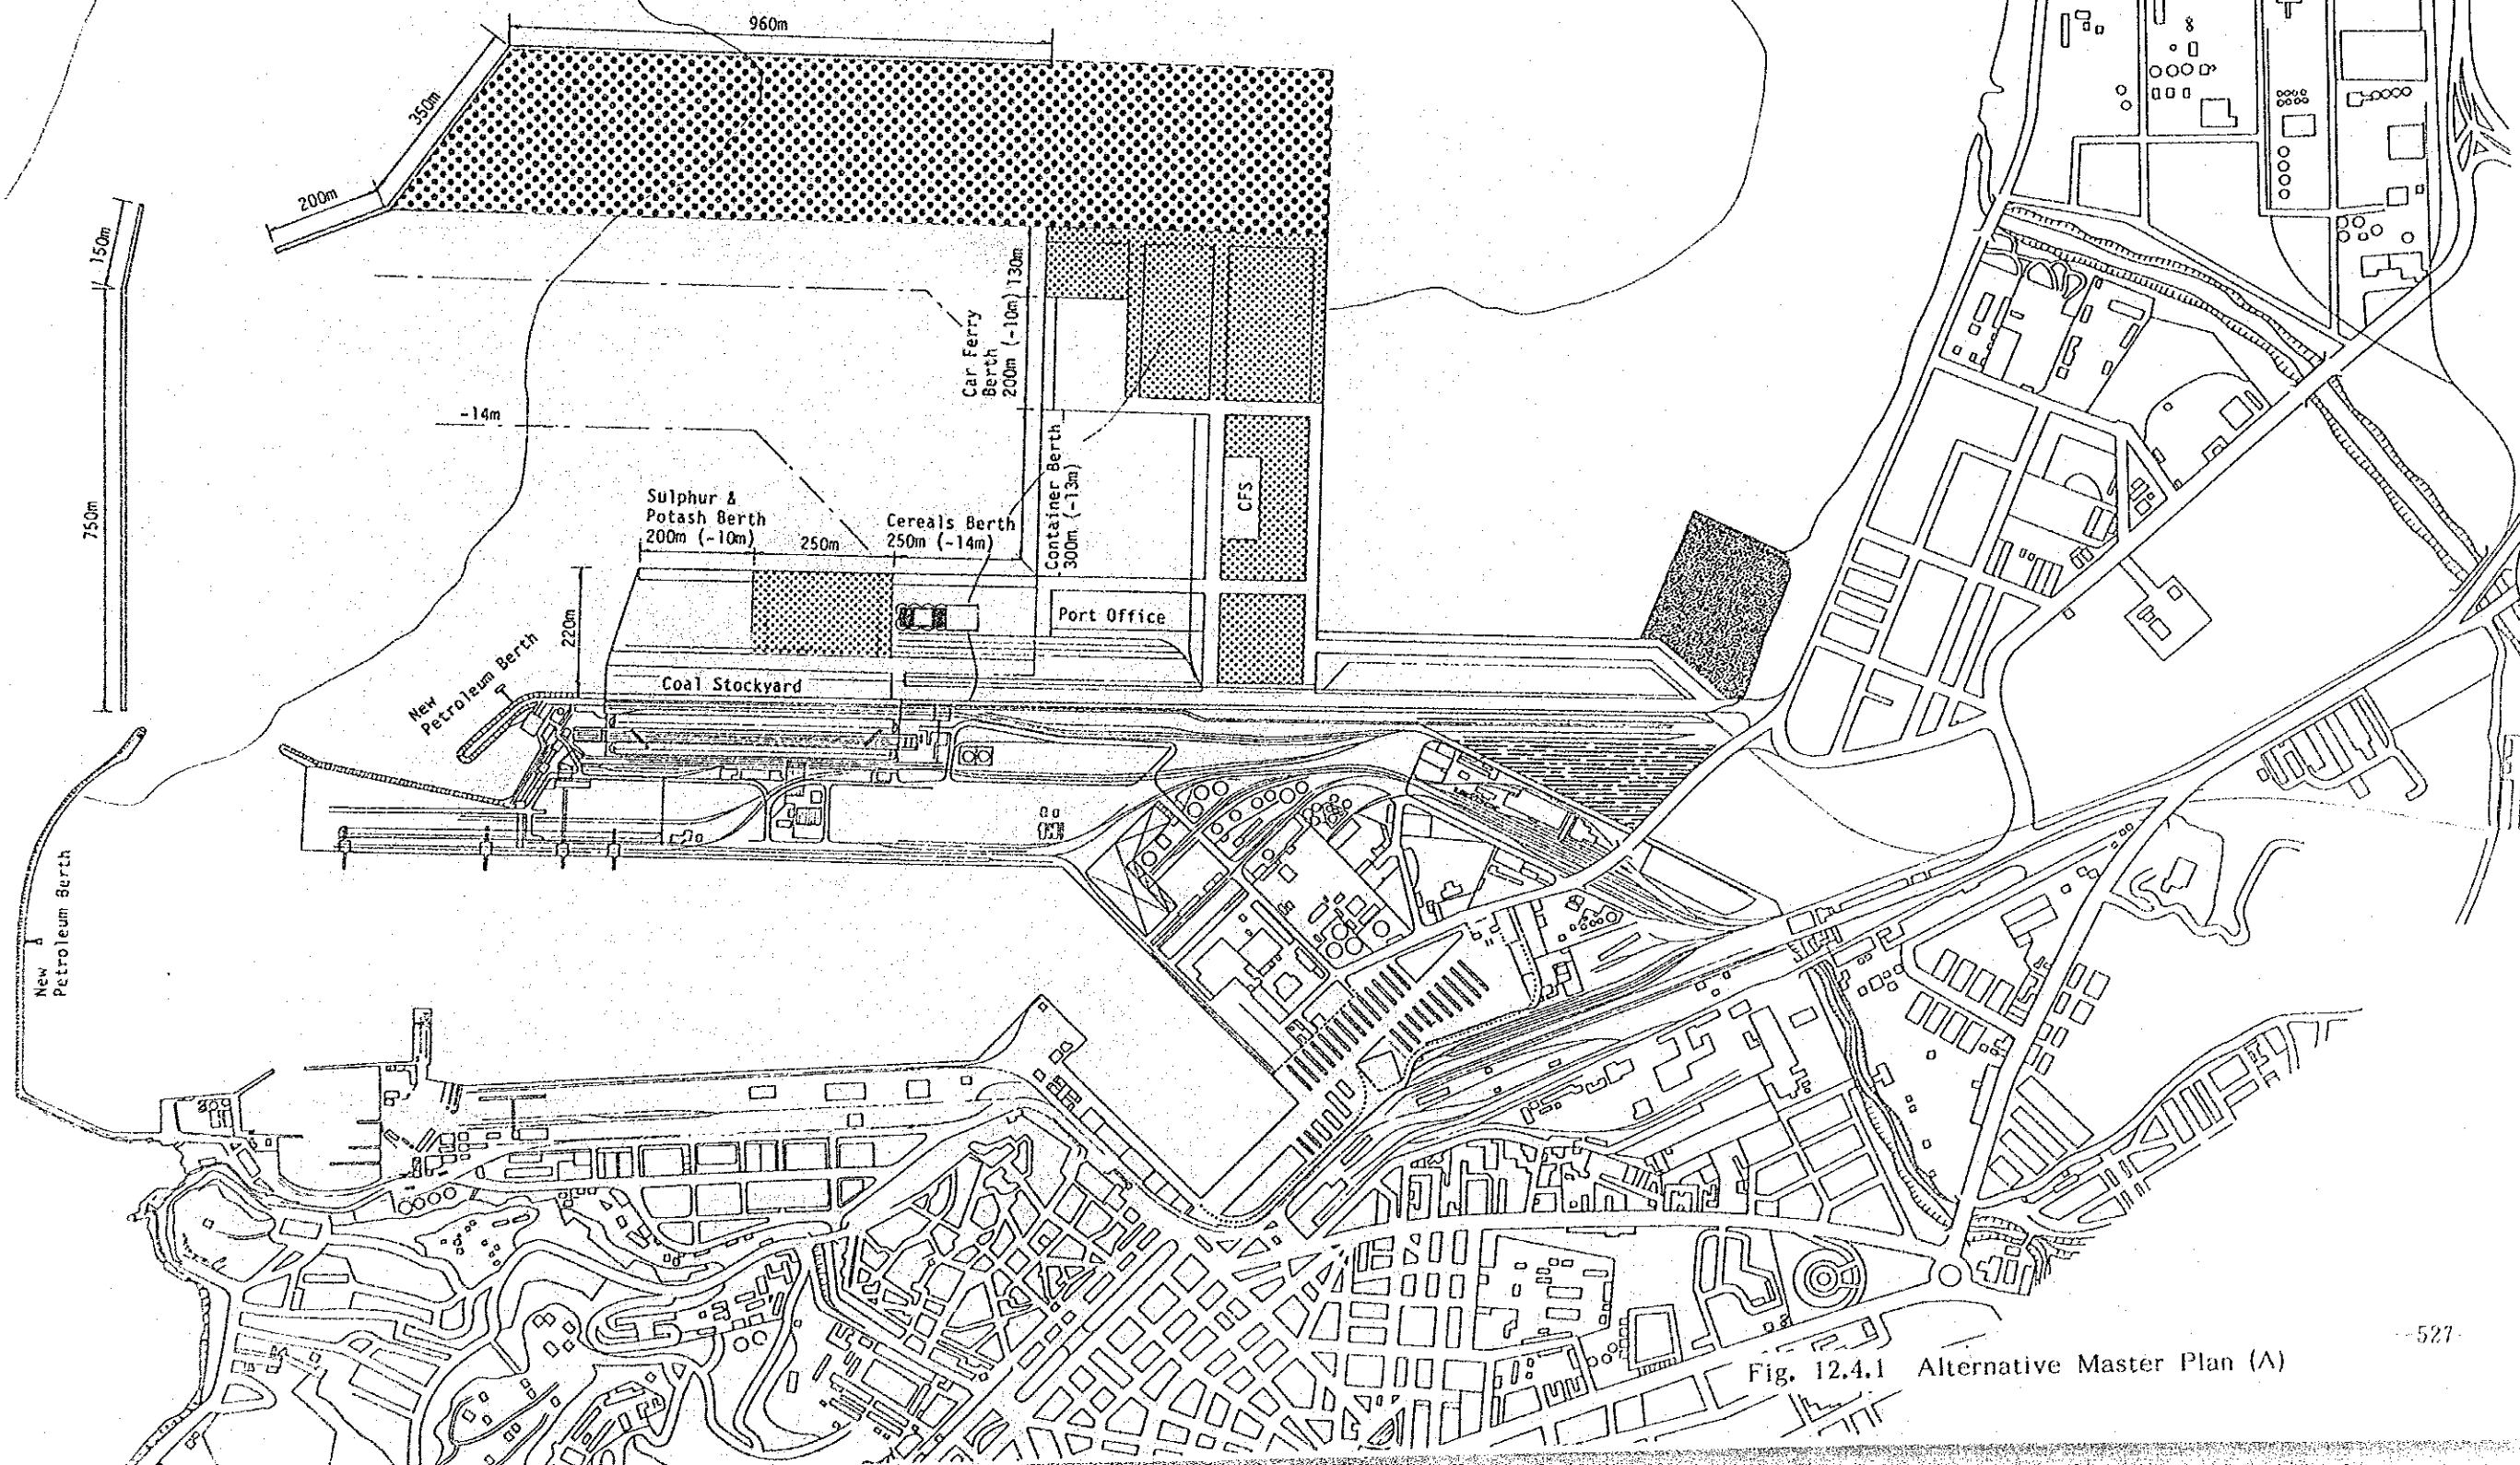 960m
350m
200m
150m
750m
130m
Car Ferry
Berth
200m (-10m)
-14m
Container Berth
300m (-13m)
CFS
Sulphur &
Potash Berth
200m (-10m)
250m
Cereals Berth
250m (-14m)
Port Office
220m
Coal Stockyard
New
Petroleum Berth
New
Petroleum Berth
Fig. 12.4.1 Alternative Master Plan (A)
527